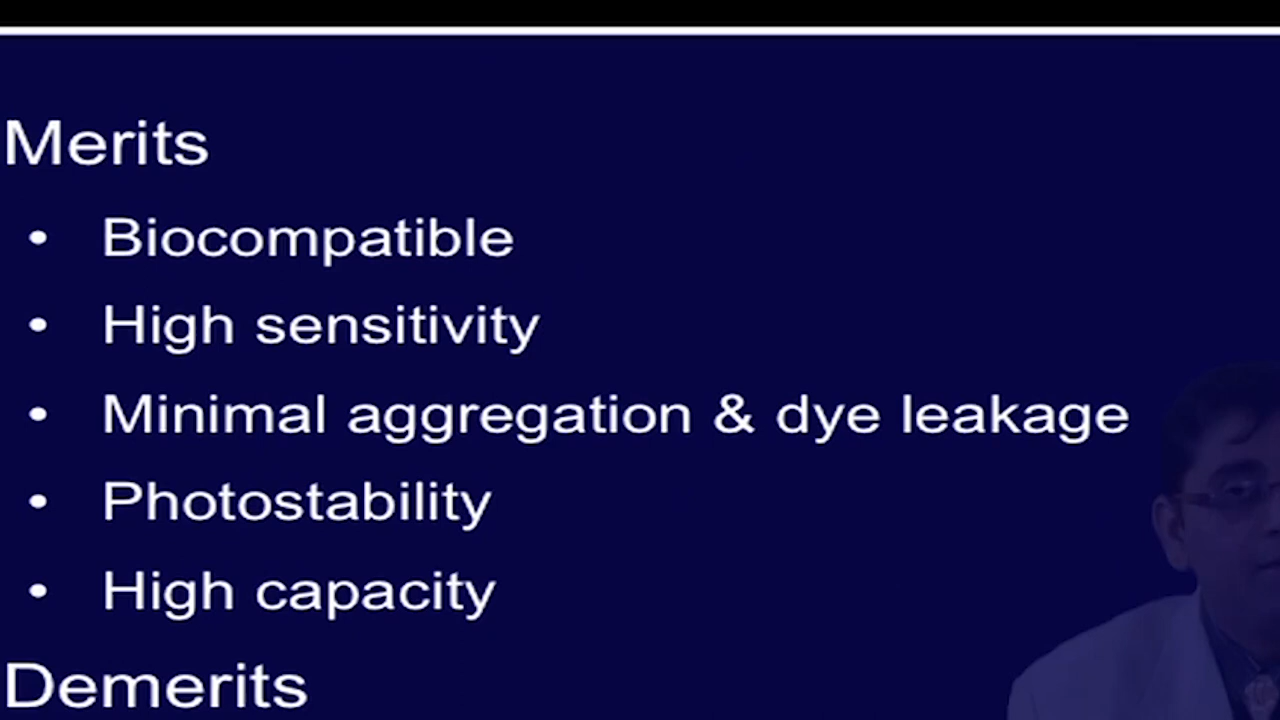 Merits
• Biocompatible
• High sensitivity
• Minimal aggregation & dye leakage
• Photostability
• High capacity
Demerits